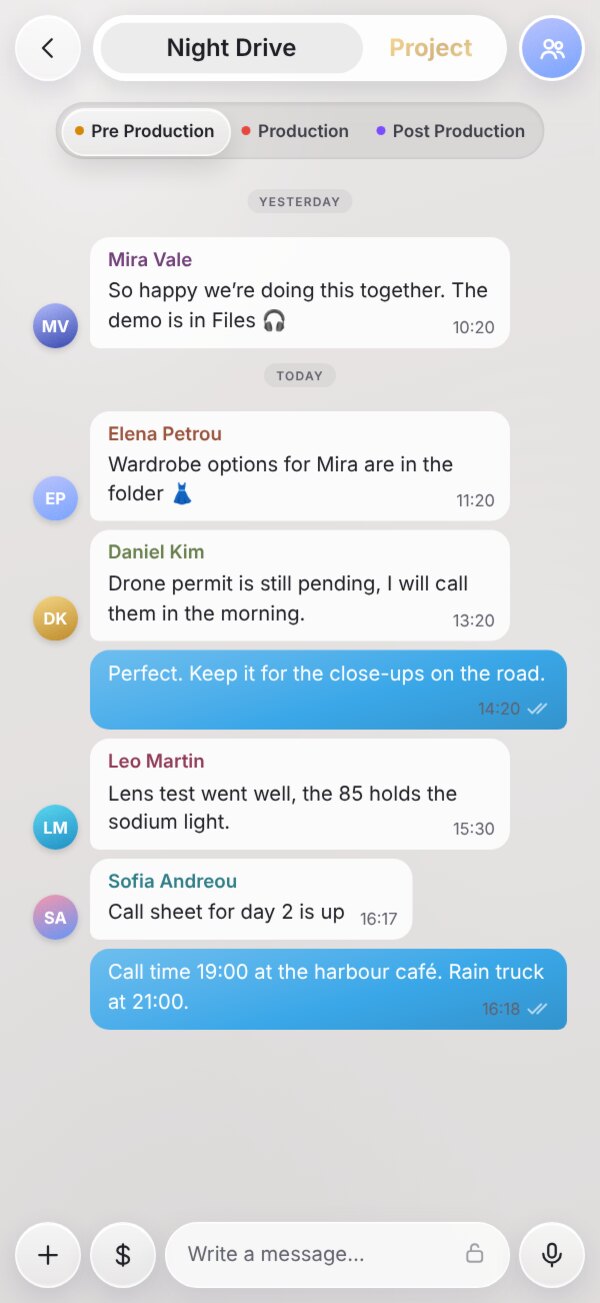 Night Drive
Project
Pre Production
Production
Post Production
YESTERDAY
Mira Vale
So happy we’re doing this together. The
demo is in Files 🎧
10:20
MV
TODAY
Elena Petrou
Wardrobe options for Mira are in the
folder 👗
11:20
EP
Daniel Kim
Drone permit is still pending, I will call
them in the morning.
13:20
DK
Perfect. Keep it for the close-ups on the road.
14:20
Leo Martin
Lens test went well, the 85 holds the
sodium light.
15:30
LM
Sofia Andreou
Call sheet for day 2 is up
16:17
SA
Call time 19:00 at the harbour café. Rain truck
at 21:00.
16:18
$
Write a message...